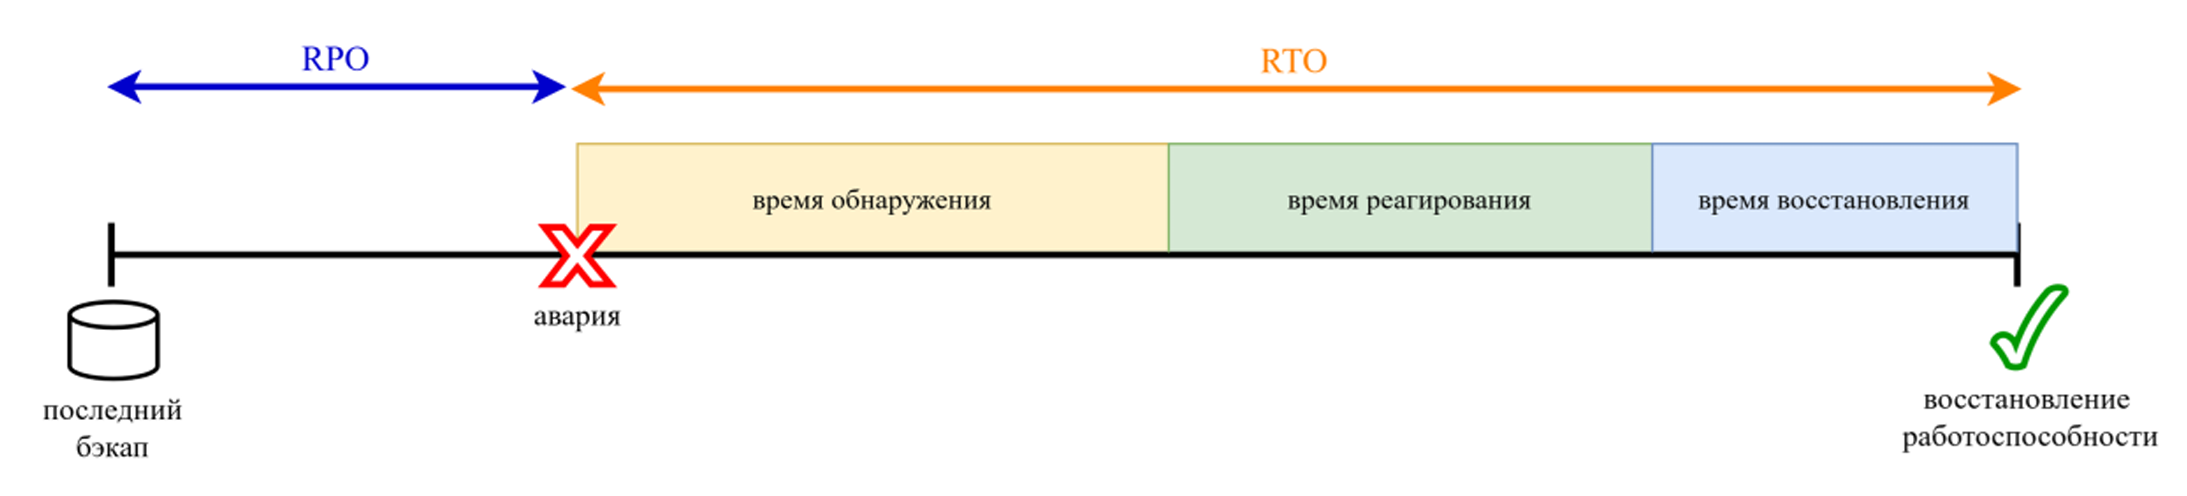 RPO
RTO
время обнаружения
время реагирования
время восстановления
авария
последний
бэкап
восстановление
работоспособности